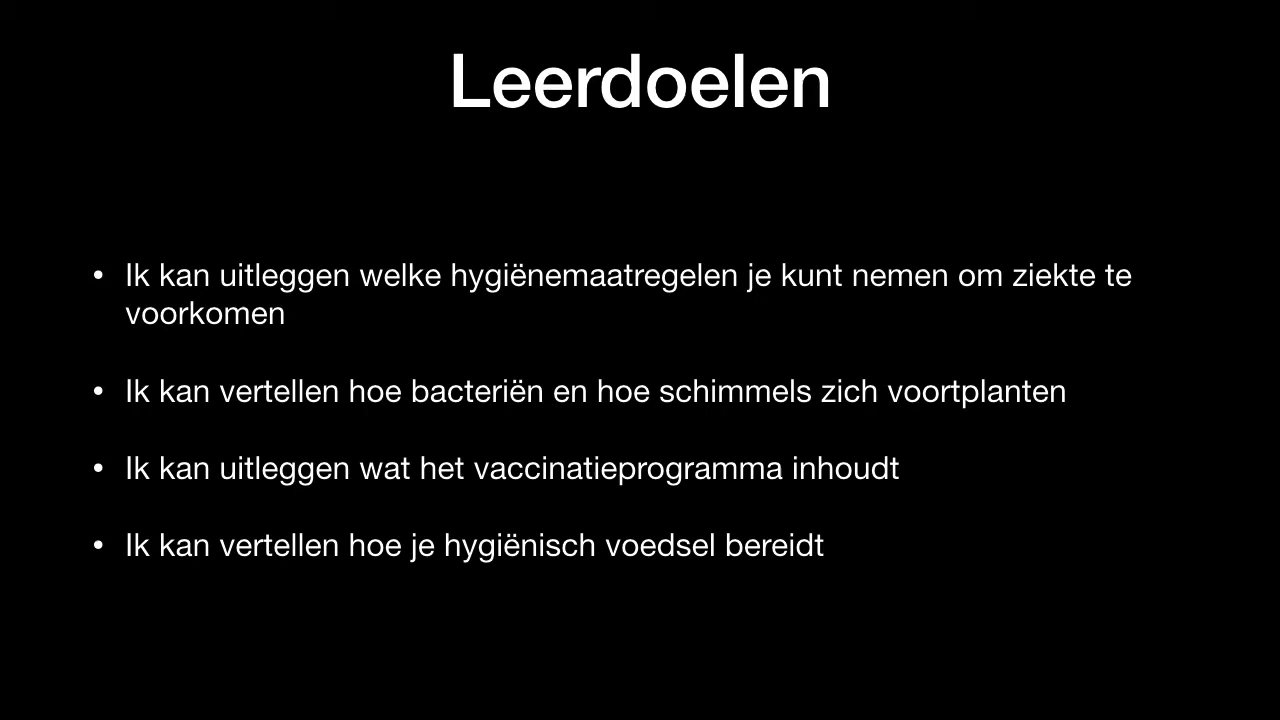 Leerdoelen
• Ik kan uitleggen welke hygiënemaatregelen je kunt nemen om ziekte te
voorkomen
• Ik kan vertellen hoe bacteriën en hoe schimmels zich voortplanten
• Ik kan uitleggen wat het vaccinatieprogramma inhoudt
• Ik kan vertellen hoe je hygiënisch voedsel bereidt